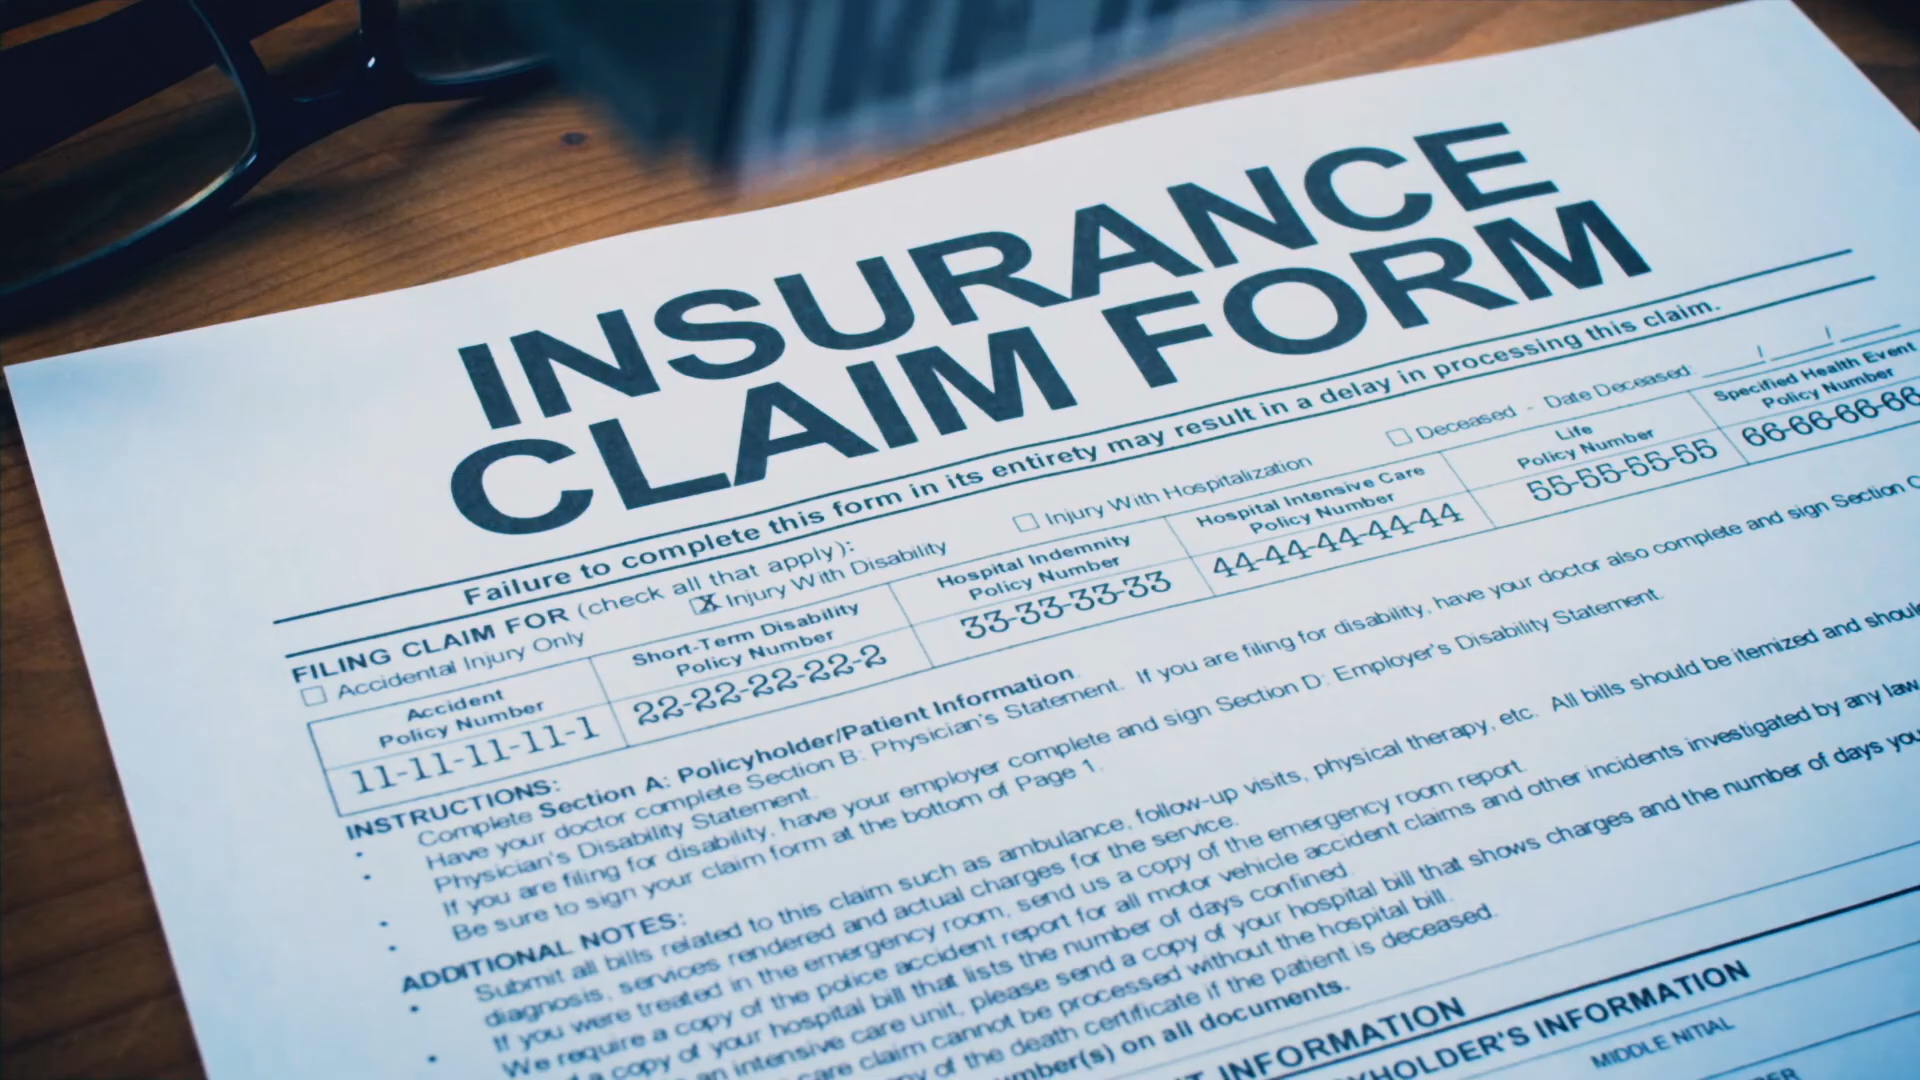 INSURANCE
CLAIM FORM
Failure to complete this form in its entirety may result in a delay in processing this claim.
FILING CLAIM FOR (check all that apply):
☐ Accidental Injury Only ☒ Injury With Disability ☐ Injury With Hospitalization ☐ Deceased - Date Deceased: ___/___/___
Accident Policy Number
11-11-11-11-1
Short-Term Disability Policy Number
22-22-22-22-2
Hospital Indemnity Policy Number
33-33-33-33
Hospital Intensive Care Policy Number
44-44-44-44-44
Life Policy Number
55-55-55-55
Specified Health Event Policy Number
66-66-66-66
INSTRUCTIONS:
Complete Section A: Policyholder/Patient Information.
• Have your doctor complete Section B: Physician's Statement. If you are filing for disability, have your doctor also complete and sign Section C
Physician's Disability Statement.
• If you are filing for disability, have your employer complete and sign Section D: Employer's Disability Statement.
• Be sure to sign your claim form at the bottom of Page 1.
ADDITIONAL NOTES:
• Submit all bills related to this claim such as ambulance, follow-up visits, physical therapy, etc. All bills should be itemized and should
diagnosis, services rendered and actual charges for the service.
• If you were treated in the emergency room, send us a copy of the emergency room report.
We require a copy of the police accident report for all motor vehicle accident claims and other incidents investigated by any law
a copy of your hospital bill that lists the number of days confined.
an intensive care unit, please send a copy of your hospital bill that shows charges and the number of days you
care claim cannot be processed without the hospital bill.
of the death certificate if the patient is deceased.
number(s) on all documents.
INFORMATION
HOLDER'S INFORMATION
MIDDLE NITIAL